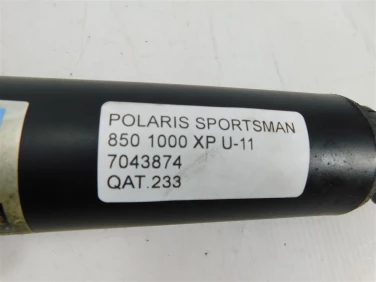 POLARIS SPORTSMAN
850 1000 XP U-11
7043874
QAT.233